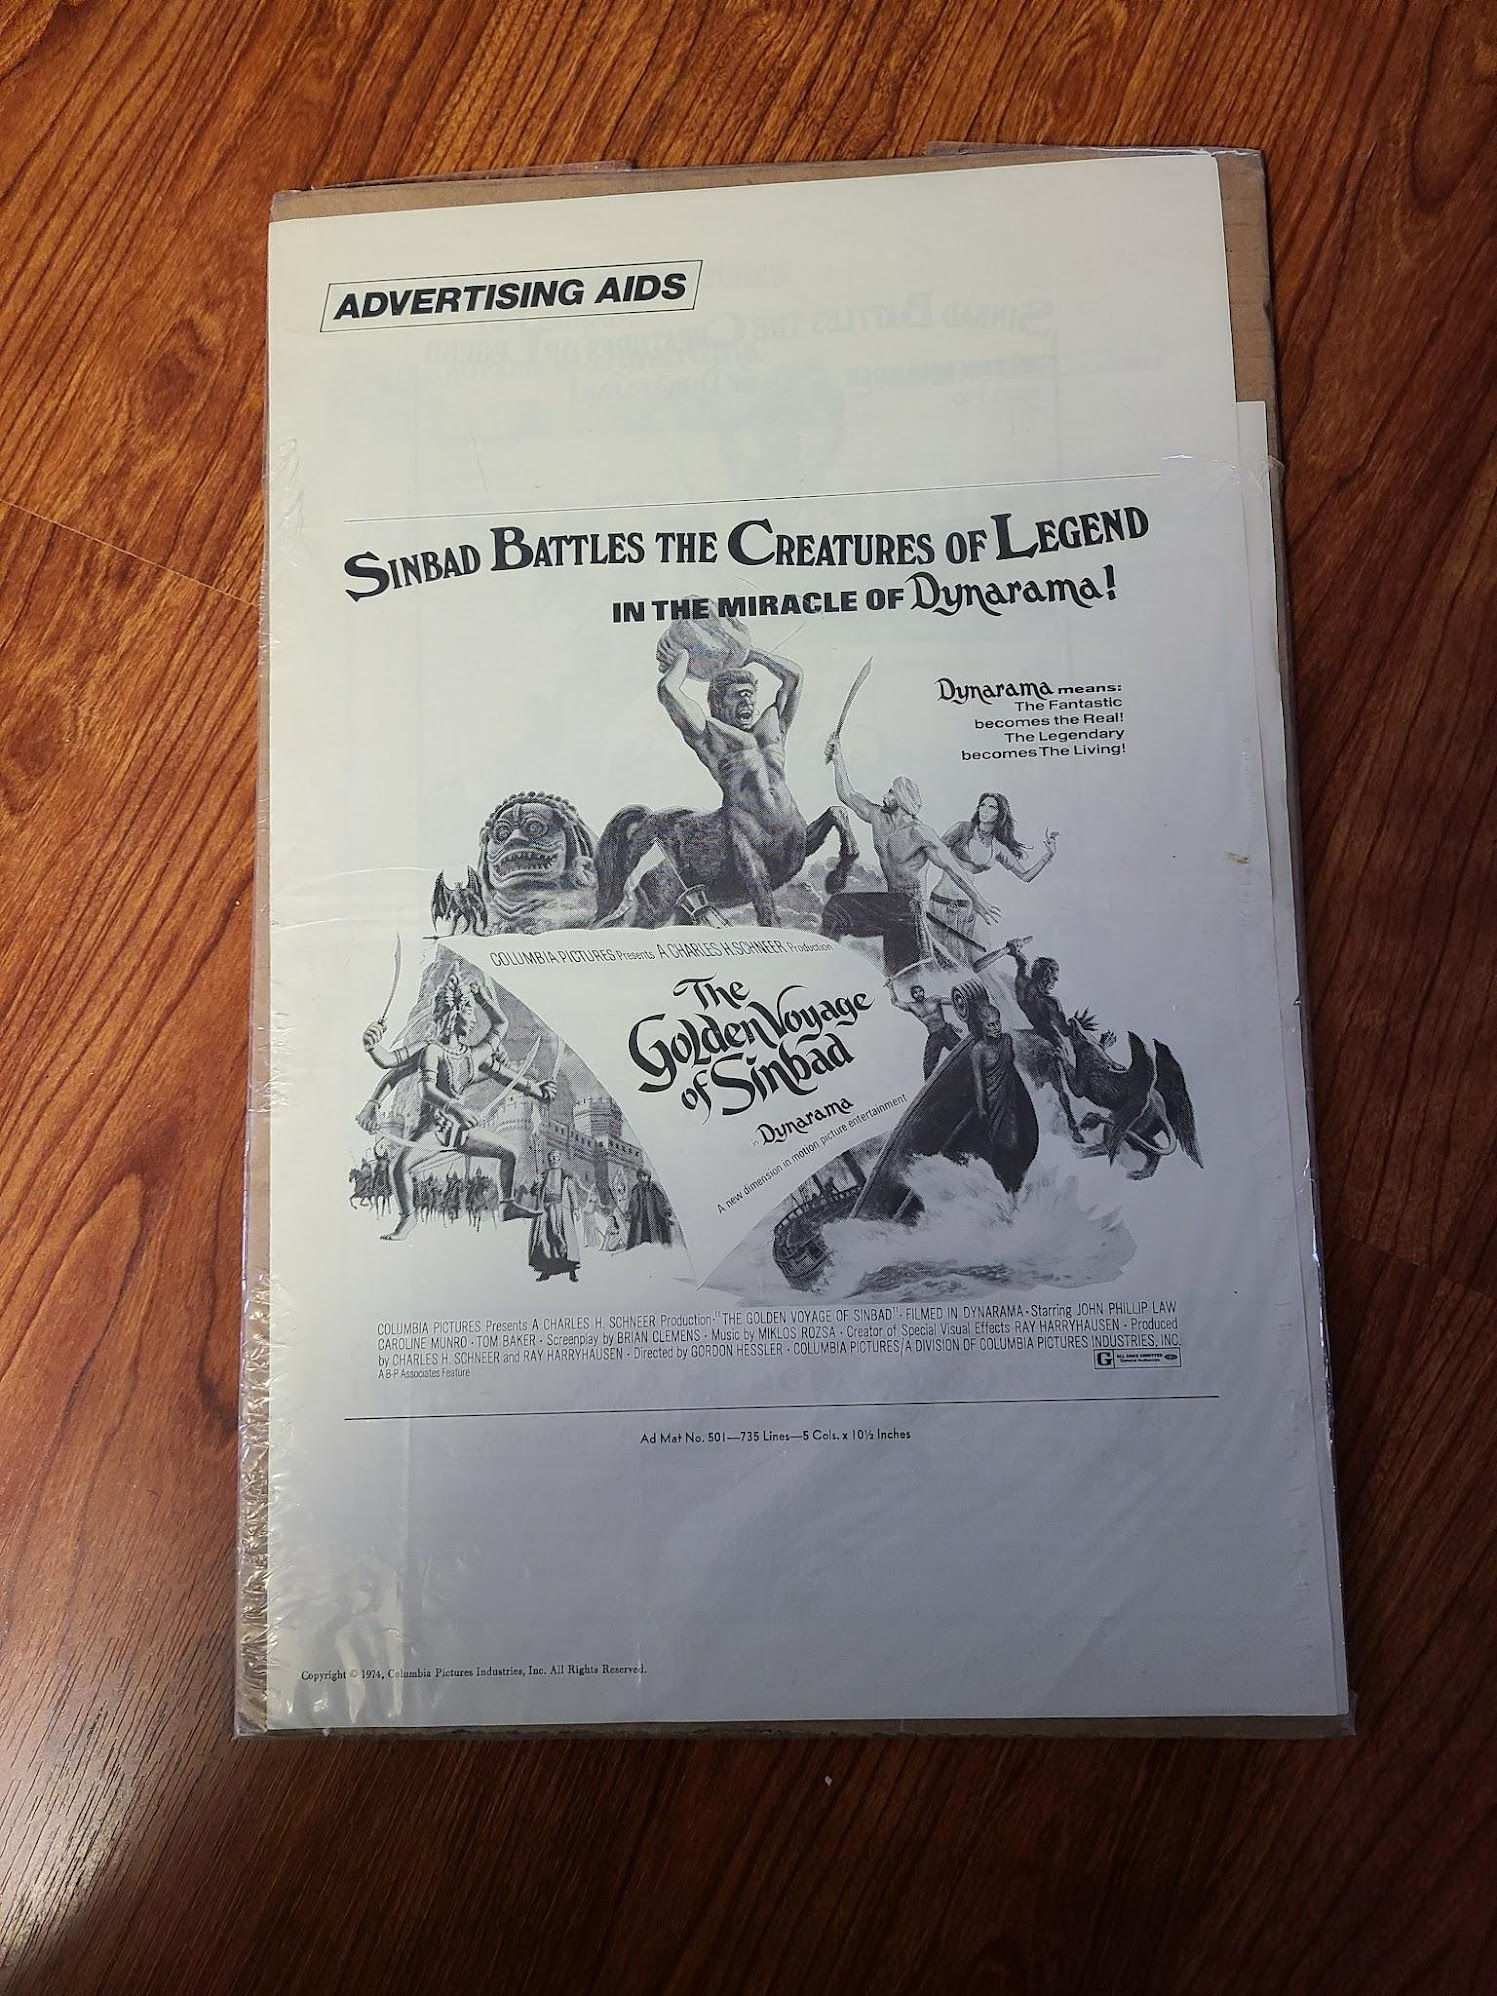 ADVERTISING AIDS
SINBAD BATTLES THE CREATURES OF LEGEND
IN THE MIRACLE OF Dynarama!
Dynarama means:
The Fantastic
becomes the Real!
The Legendary
becomes The Living!
COLUMBIA PICTURES Presents A CHARLES H. SCHNEER Production
The
Golden Voyage
of Sinbad
in Dynarama
A new dimension in motion picture entertainment
COLUMBIA PICTURES Presents A CHARLES H. SCHNEER Production · "THE GOLDEN VOYAGE OF SINBAD" · FILMED IN DYNARAMA · Starring JOHN PHILLIP LAW
CAROLINE MUNRO · TOM BAKER · Screenplay by BRIAN CLEMENS · Music by MIKLOS ROZSA · Creator of Special Visual Effects RAY HARRYHAUSEN · Produced
by CHARLES H. SCHNEER and RAY HARRYHAUSEN · Directed by GORDON HESSLER · COLUMBIA PICTURES/A DIVISION OF COLUMBIA PICTURES INDUSTRIES, INC.
A B-P Associates Feature
G ALL AGES ADMITTED
General Audiences
Ad Mat No. 501—735 Lines—5 Cols. x 10½ Inches
Copyright © 1974, Columbia Pictures Industries, Inc. All Rights Reserved.